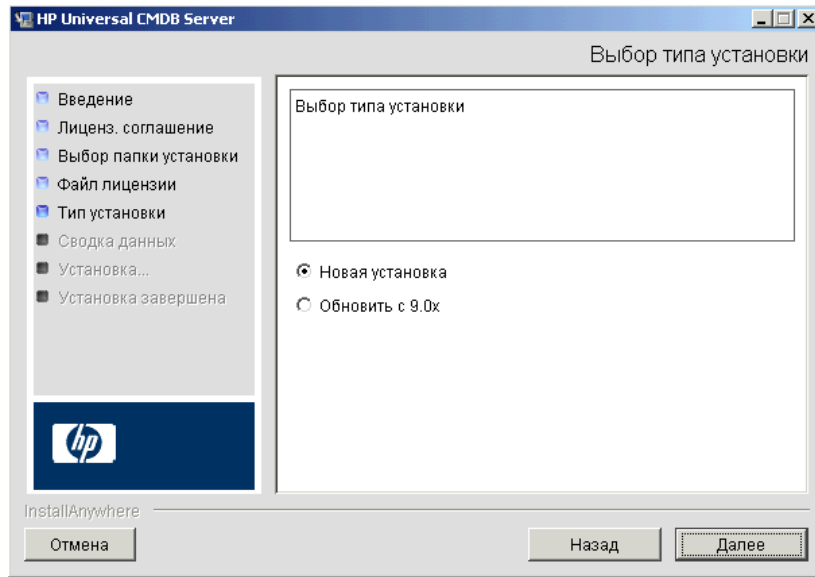 HP Universal CMDB Server
Выбор типа установки
Введение
Лиценз. соглашение
Выбор папки установки
Файл лицензии
Тип установки
Сводка данных
Установка...
Установка завершена
hp
Выбор типа установки
Новая установка
Обновить с 9.0x
InstallAnywhere
Отмена
Назад
Далее